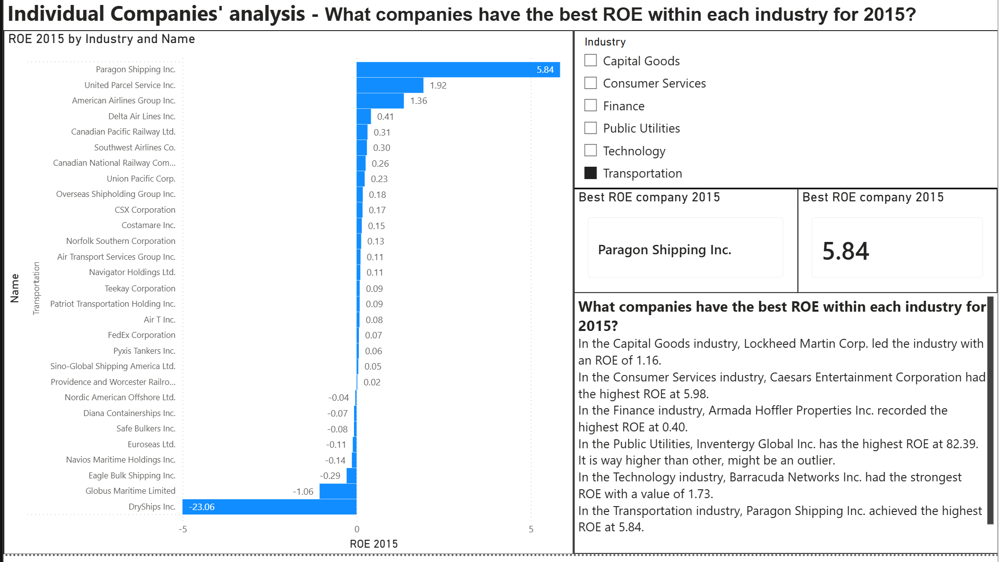 Individual Companies' analysis - What companies have the best ROE within each industry for 2015?
ROE 2015 by Industry and Name
Name
Transportation
Paragon Shipping Inc. 5.84
United Parcel Service Inc. 1.92
American Airlines Group Inc. 1.36
Delta Air Lines Inc. 0.41
Canadian Pacific Railway Ltd. 0.31
Southwest Airlines Co. 0.30
Canadian National Railway Com... 0.26
Union Pacific Corp. 0.23
Overseas Shipholding Group Inc. 0.18
CSX Corporation 0.17
Costamare Inc. 0.15
Norfolk Southern Corporation 0.13
Air Transport Services Group Inc. 0.11
Navigator Holdings Ltd. 0.11
Teekay Corporation 0.09
Patriot Transportation Holding Inc. 0.09
Air T Inc. 0.08
FedEx Corporation 0.07
Pyxis Tankers Inc. 0.06
Sino-Global Shipping America Ltd. 0.05
Providence and Worcester Railro... 0.02
Nordic American Offshore Ltd. -0.04
Diana Containerships Inc. -0.07
Safe Bulkers Inc. -0.08
Euroseas Ltd. -0.11
Navios Maritime Holdings Inc. -0.14
Eagle Bulk Shipping Inc. -0.29
Globus Maritime Limited -1.06
DryShips Inc. -23.06
-5 0 5
ROE 2015
Industry
Capital Goods
Consumer Services
Finance
Public Utilities
Technology
Transportation
Best ROE company 2015
Paragon Shipping Inc.
Best ROE company 2015
5.84
What companies have the best ROE within each industry for
2015?
In the Capital Goods industry, Lockheed Martin Corp. led the industry with
an ROE of 1.16.
In the Consumer Services industry, Caesars Entertainment Corporation had
the highest ROE at 5.98.
In the Finance industry, Armada Hoffler Properties Inc. recorded the
highest ROE at 0.40.
In the Public Utilities, Inventergy Global Inc. has the highest ROE at 82.39.
It is way higher than other, might be an outlier.
In the Technology industry, Barracuda Networks Inc. had the strongest
ROE with a value of 1.73.
In the Transportation industry, Paragon Shipping Inc. achieved the highest
ROE at 5.84.